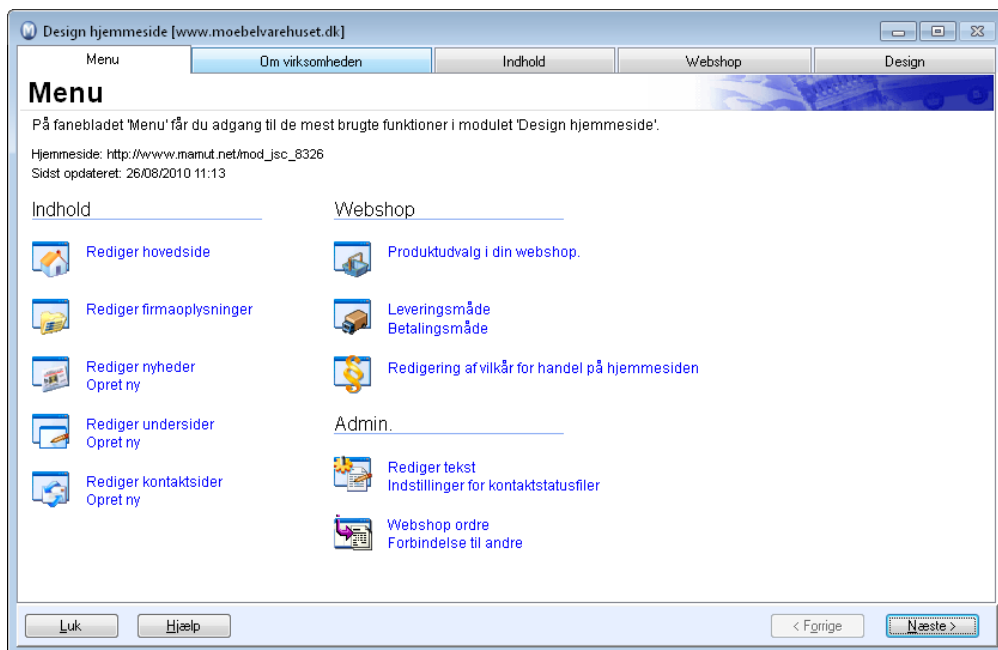 Design hjemmeside [www.moebelvarehuset.dk]
Menu
Om virksomheden
Indhold
Webshop
Design
Menu
På fanebladet 'Menu' får du adgang til de mest brugte funktioner i modulet 'Design hjemmeside'.
Hjemmeside: http://www.mamut.net/mod_jsc_8326
Sidst opdateret: 26/08/2010 11:13
Indhold
Rediger hovedside
Rediger firmaoplysninger
Rediger nyheder
Opret ny
Rediger undersider
Opret ny
Rediger kontaktsider
Opret ny
Webshop
Produktudvalg i din webshop.
Leveringsmåde
Betalingsmåde
Redigering af vilkår for handel på hjemmesiden
Admin.
Rediger tekst
Indstillinger for kontaktstatusfiler
Webshop ordre
Forbindelse til andre
Luk
Hjælp
< Forrige
Næste >